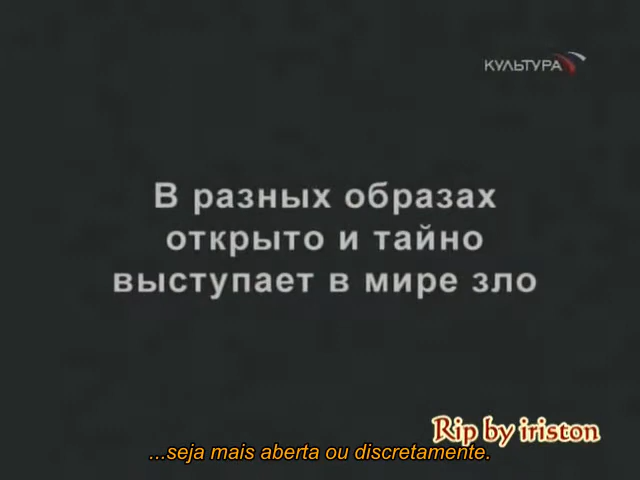 КУЛЬТУРА
В разных образах
открыто и тайно
выступает в мире зло
Rip by iriston
...seja mais aberta ou discretamente.